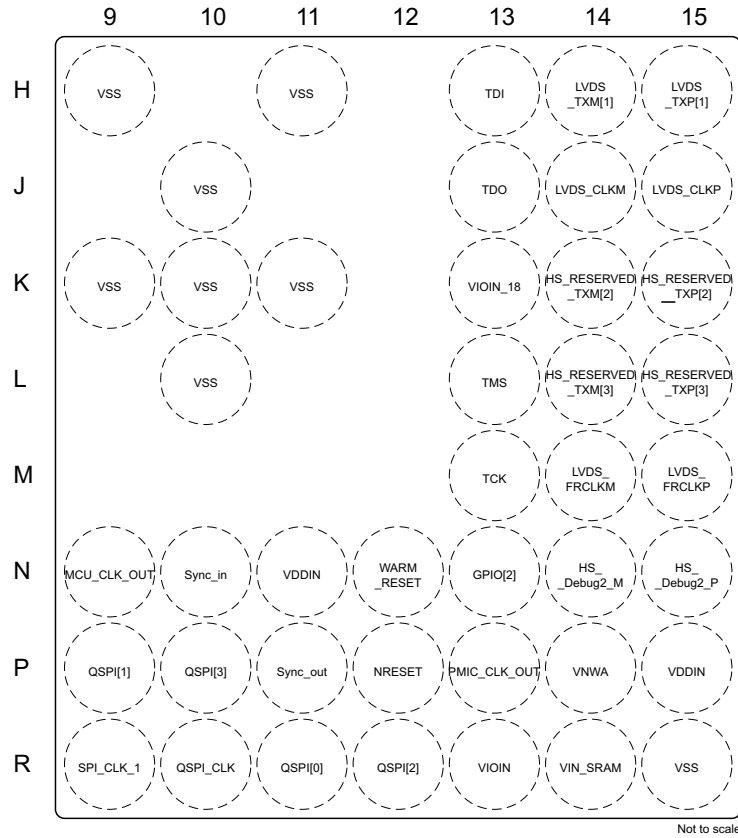 9 10 11 12 13 14 15
H VSS VSS TDI LVDS LVDS
_TXM[1] _TXP[1]
J VSS TDO LVDS_CLKM LVDS_CLKP
K VSS VSS VSS VIOIN_18 HS_RESERVED HS_RESERVED
_TXM[2] __TXP[2]
L VSS TMS HS_RESERVED HS_RESERVED
_TXM[3] _TXP[3]
M TCK LVDS_ LVDS_
FRCLKM FRCLKP
N MCU_CLK_OUT Sync_in VDDIN WARM GPIO[2] HS_ HS_
_RESET _Debug2_M _Debug2_P
P QSPI[1] QSPI[3] Sync_out NRESET PMIC_CLK_OUT VNWA VDDIN
R SPI_CLK_1 QSPI_CLK QSPI[0] QSPI[2] VIOIN VIN_SRAM VSS
Not to scale